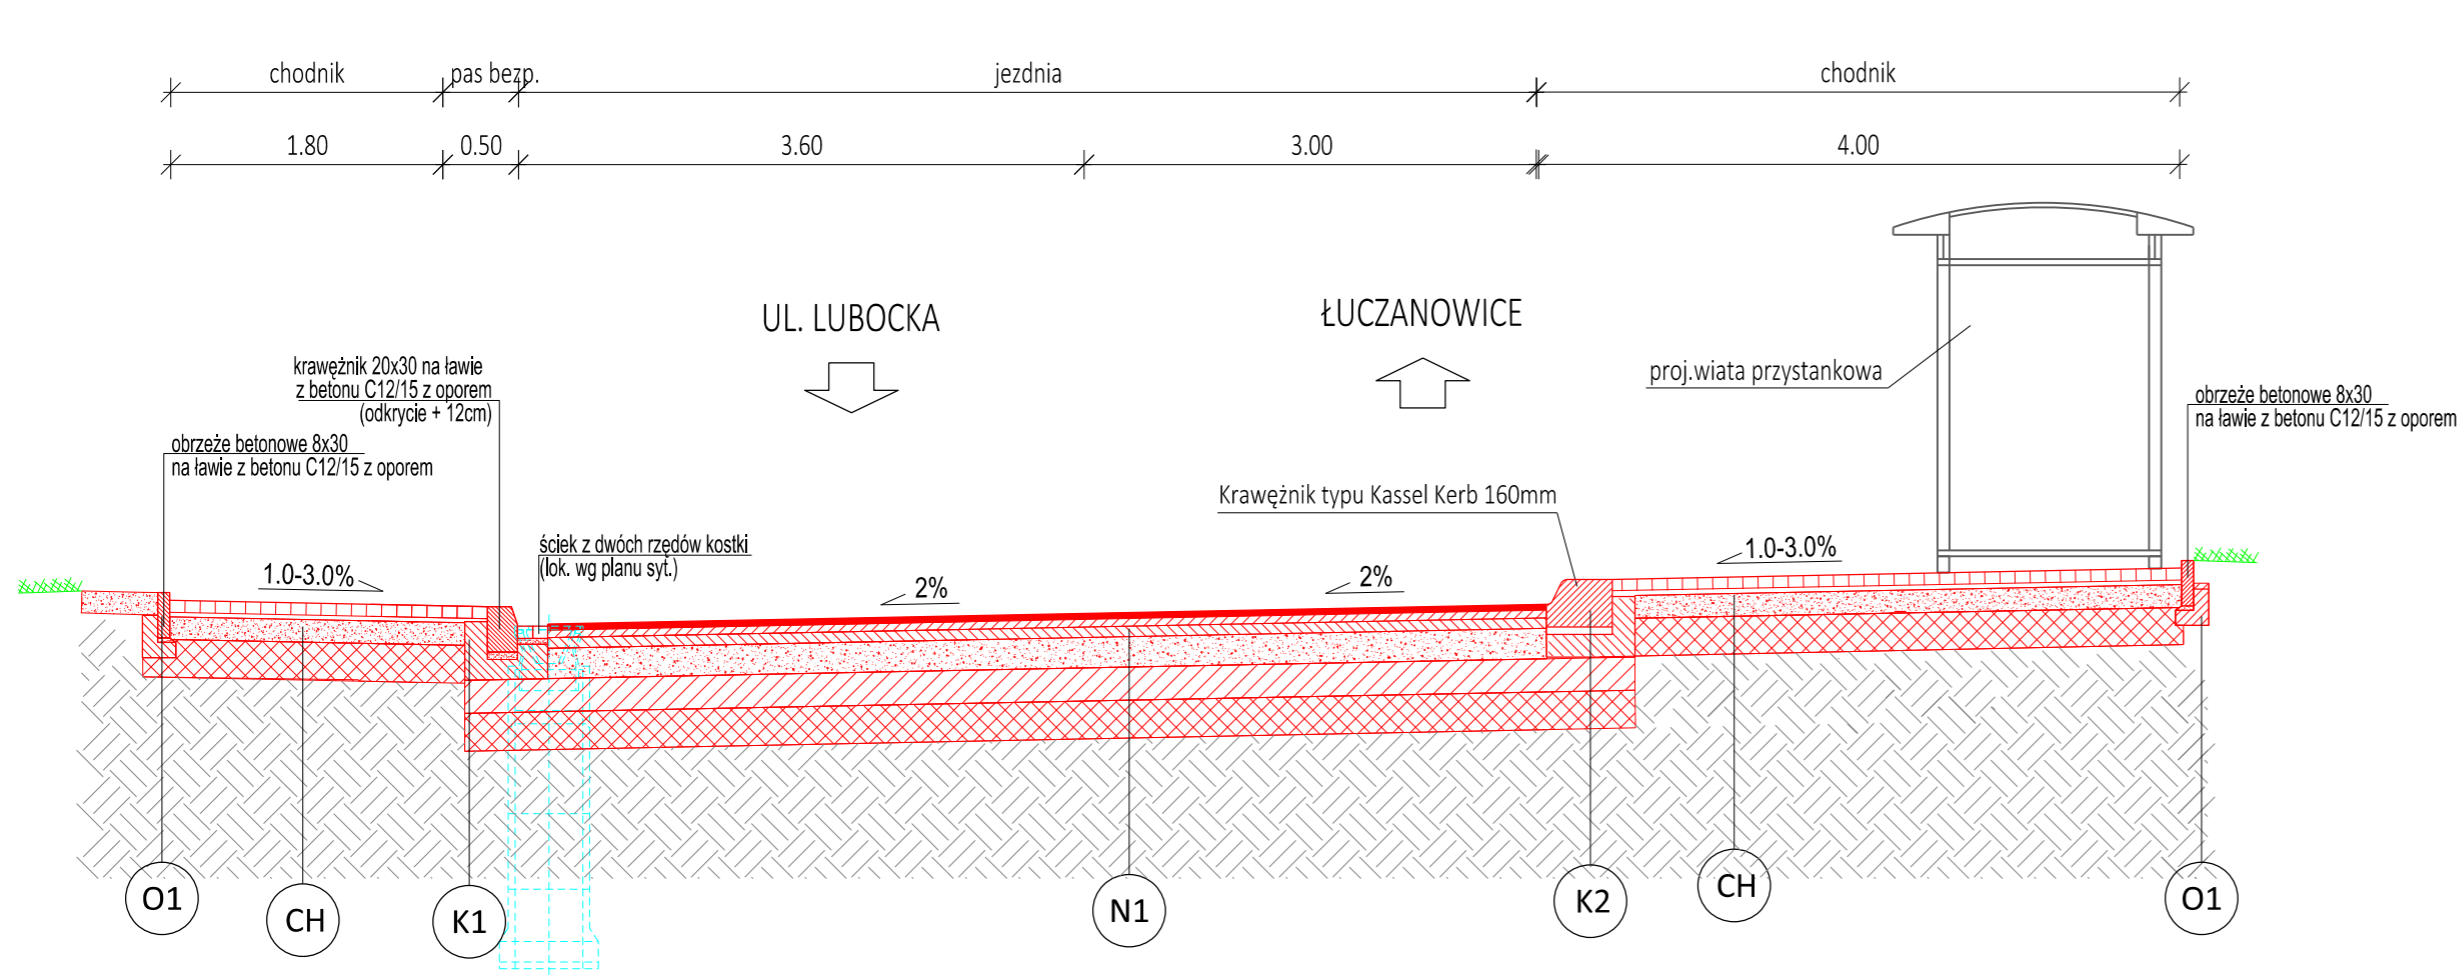 chodnik
pas bezp.
jezdnia
chodnik
1.80
0.50
3.60
3.00
4.00
UL. LUBOCKA
ŁUCZANOWICE
krawężnik 20x30 na ławie
z betonu C12/15 z oporem
(odkrycie + 12cm)
proj.wiata przystankowa
obrzeże betonowe 8x30
na ławie z betonu C12/15 z oporem
obrzeże betonowe 8x30
na ławie z betonu C12/15 z oporem
Krawężnik typu Kassel Kerb 160mm
ściek z dwóch rzędów kostki
(lok. wg planu syt.)
1.0-3.0%
2%
2%
1.0-3.0%
O1
CH
K1
N1
K2
CH
O1